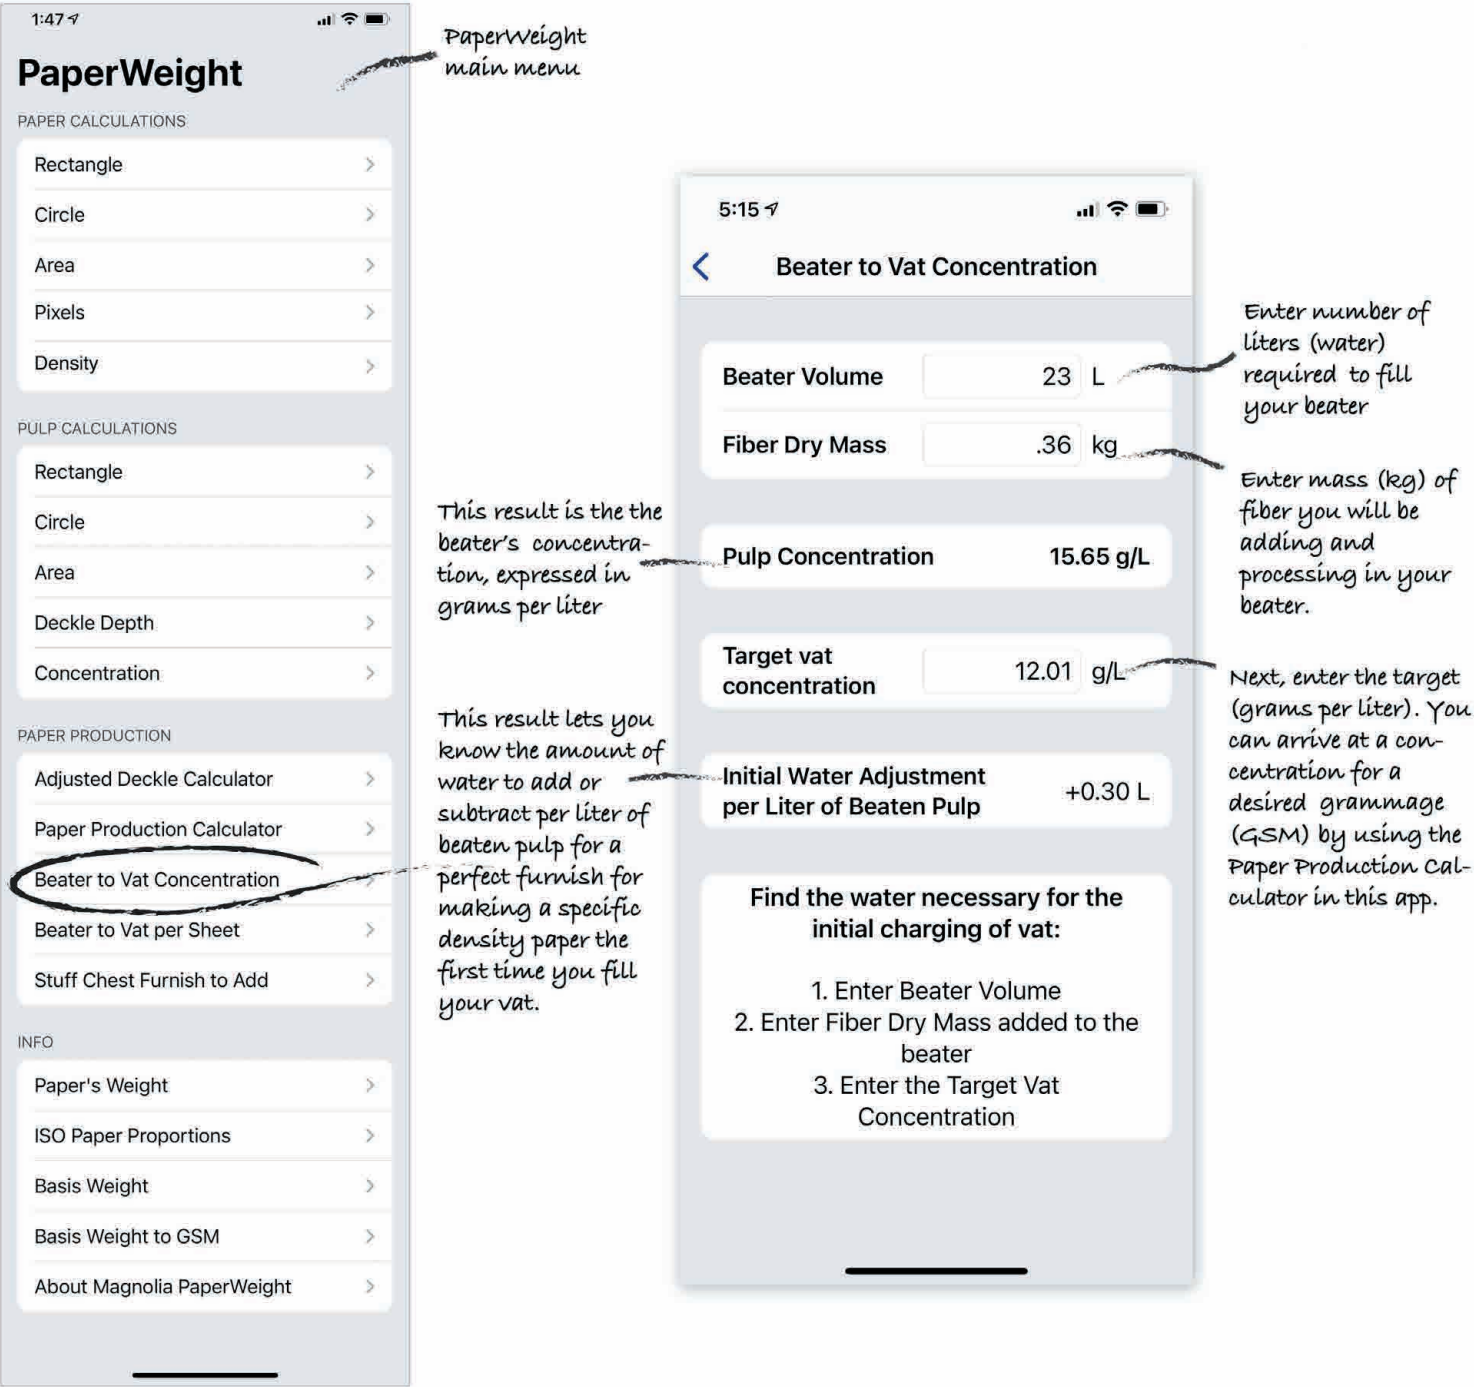 1:47
PaperWeight
PAPER CALCULATIONS
Rectangle
Circle
Area
Pixels
Density
PULP CALCULATIONS
Rectangle
Circle
Area
Deckle Depth
Concentration
PAPER PRODUCTION
Adjusted Deckle Calculator
Paper Production Calculator
Beater to Vat Concentration
Beater to Vat per Sheet
Stuff Chest Furnish to Add
INFO
Paper's Weight
ISO Paper Proportions
Basis Weight
Basis Weight to GSM
About Magnolia PaperWeight
PaperWeight
main menu
This result is the the
beater's concentra-
tion, expressed in
grams per liter
This result lets you
know the amount of
water to add or
subtract per liter of
beaten pulp for a
perfect furnish for
making a specific
density paper the
first time you fill
your vat.
5:15
Beater to Vat Concentration
Beater Volume 23 L
Fiber Dry Mass .36 kg
Pulp Concentration 15.65 g/L
Target vat
concentration 12.01 g/L
Initial Water Adjustment
per Liter of Beaten Pulp +0.30 L
Find the water necessary for the
initial charging of vat:
1. Enter Beater Volume
2. Enter Fiber Dry Mass added to the
beater
3. Enter the Target Vat
Concentration
Enter number of
liters (water)
required to fill
your beater
Enter mass (kg) of
fiber you will be
adding and
processing in your
beater.
Next, enter the target
(grams per liter). You
can arrive at a con-
centration for a
desired grammage
(GSM) by using the
Paper Production Cal-
culator in this app.